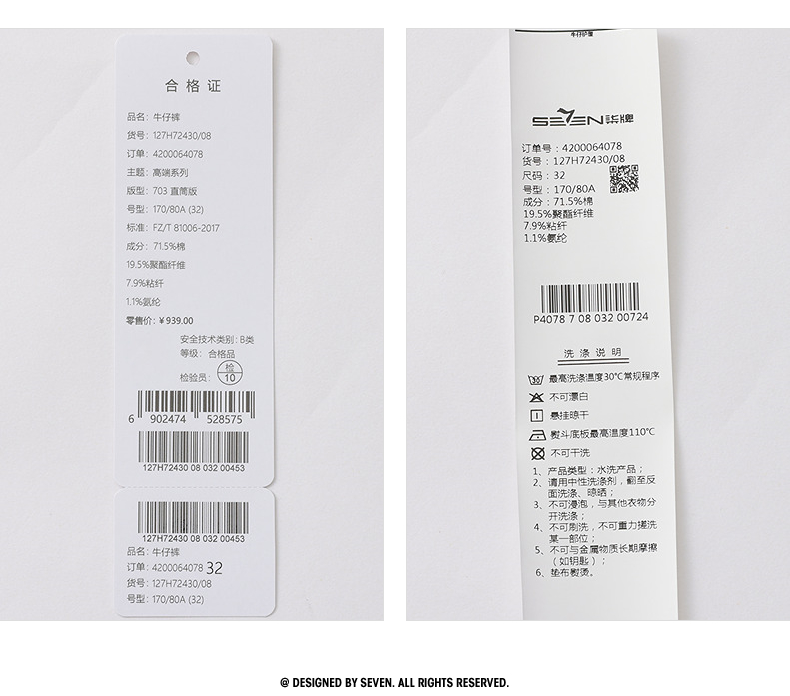 合格证
品名：牛仔裤
货号：127H72430/08
订单：4200064078
主题：高端系列
版型：703 直筒版
号型：170/80A (32)
标准：FZ/T 81006-2017
成分：71.5%棉
19.5%聚酯纤维
7.9%粘纤
1.1%氨纶
零售价：￥939.00
安全技术类别：B类
等级：合格品
检验员：检 10
6 902474 528575
127H72430 08 032 00453
127H72430 08 032 00453
品名：牛仔裤
订单：4200064078 32
货号：127H72430/08
号型：170/80A (32)
SEVEN柒牌
订单号：4200064078
货号：127H72430/08
尺码：32
号型：170/80A
成分：71.5%棉
19.5%聚酯纤维
7.9%粘纤
1.1%氨纶
P4078 7 08 032 00724
洗涤说明
最高洗涤温度30℃常规程序
不可漂白
悬挂晾干
熨斗底板最高温度110℃
不可干洗
1、产品类型：水洗产品；
2、请用中性洗涤剂，翻至反
面洗涤、晾晒；
3、不可浸泡，与其他衣物分
开洗涤；
4、不可刷洗，不可重力搓洗
某一部位；
5、不可与金属物质长期摩擦
（如钥匙）；
6、垫布熨烫。
@ DESIGNED BY SEVEN. ALL RIGHTS RESERVED.